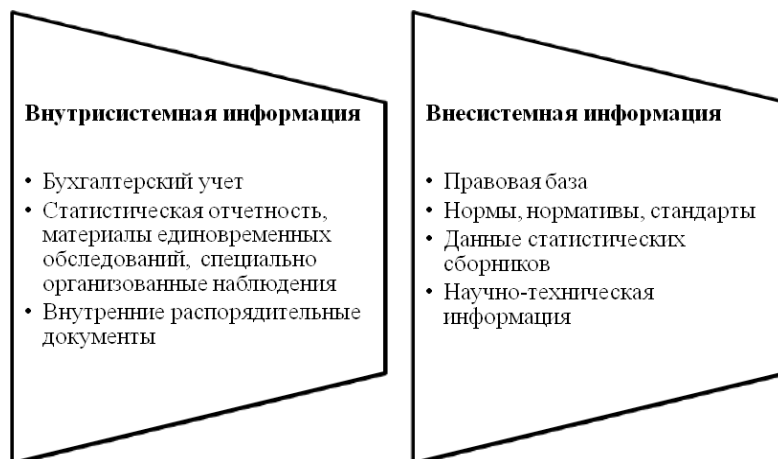 Внутрисистемная информация
• Бухгалтерский учет
• Статистическая отчетность,
материалы единовременных
обследований, специально
организованные наблюдения
• Внутренние распорядительные
документы
Внесистемная информация
• Правовая база
• Нормы, нормативы, стандарты
• Данные статистических
сборников
• Научно-техническая
информация